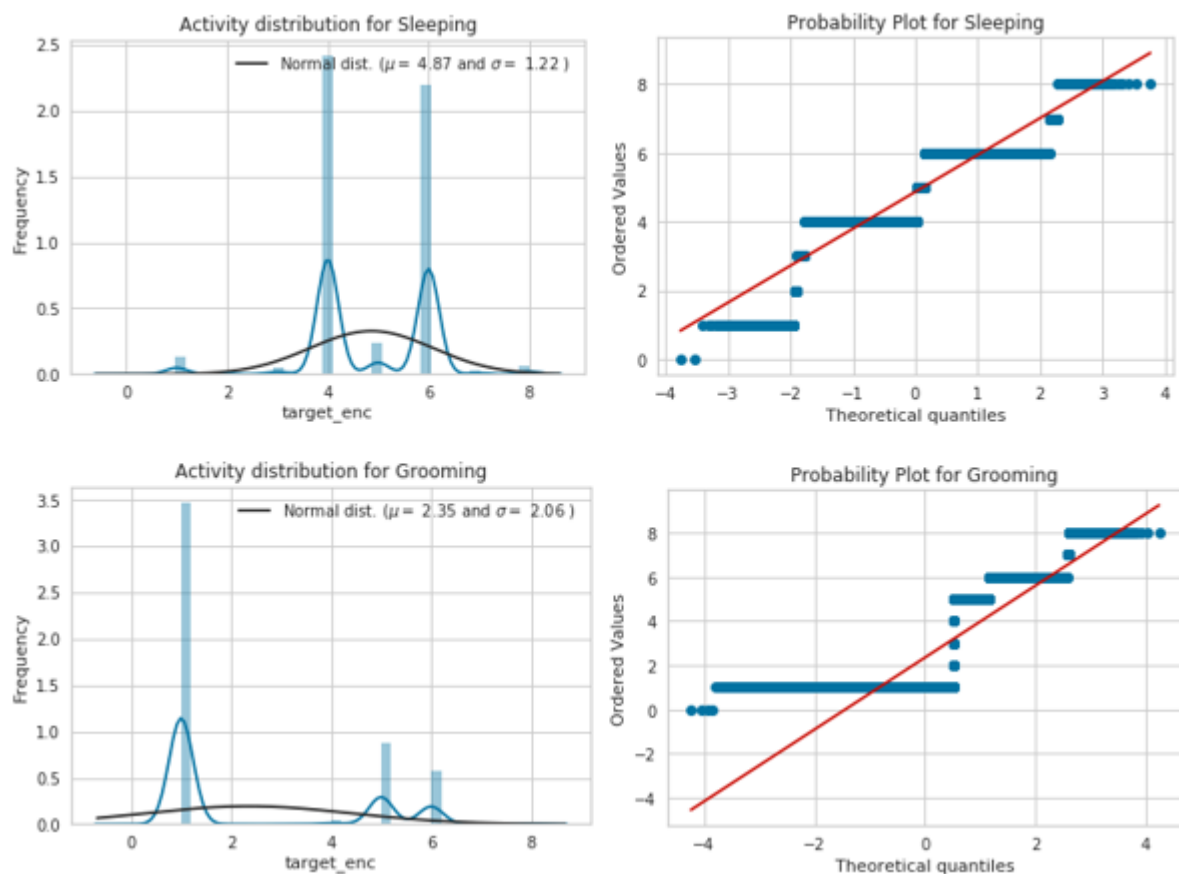 Activity distribution for Sleeping
2.5
2.0
1.5
1.0
0.5
0.0
Frequency
Normal dist. (μ = 4.87 and σ = 1.22 )
0 2 4 6 8
target_enc
Probability Plot for Sleeping
8
6
4
2
0
Ordered Values
−4 −3 −2 −1 0 1 2 3 4
Theoretical quantiles
Activity distribution for Grooming
3.5
3.0
2.5
2.0
1.5
1.0
0.5
0.0
Frequency
Normal dist. (μ = 2.35 and σ = 2.06 )
0 2 4 6 8
target_enc
Probability Plot for Grooming
8
6
4
2
0
−2
−4
Ordered Values
−4 −2 0 2 4
Theoretical quantiles